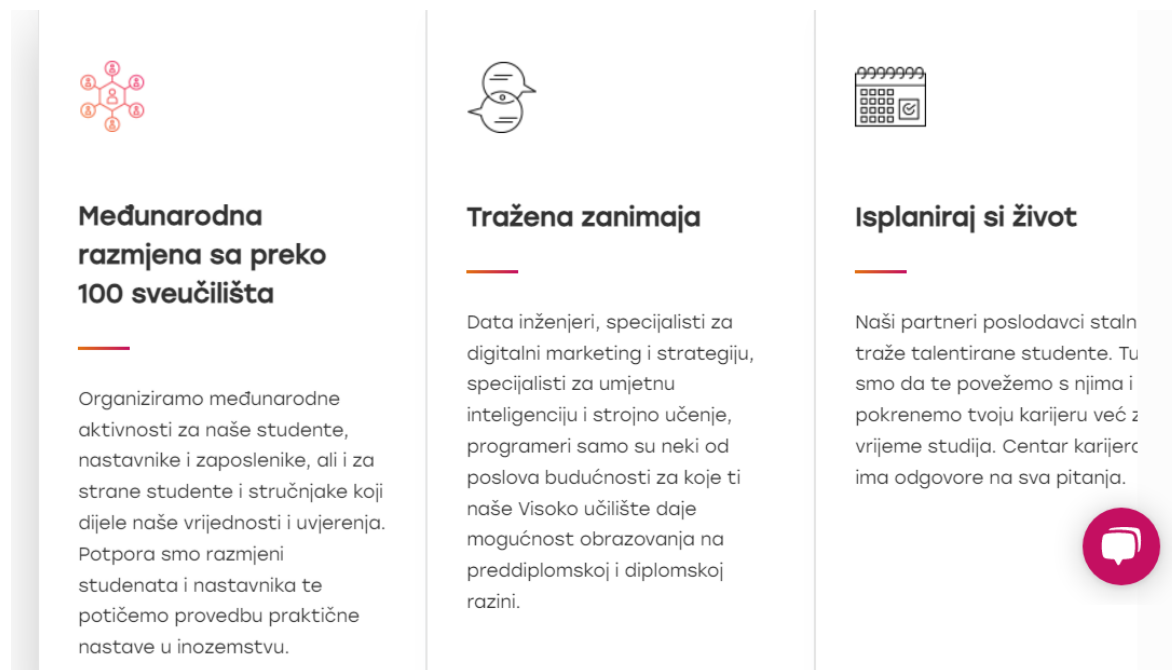 Međunarodna
razmjena sa preko
100 sveučilišta
Organiziramo međunarodne
aktivnosti za naše studente,
nastavnike i zaposlenike, ali i za
strane studente i stručnjake koji
dijele naše vrijednosti i uvjerenja.
Potpora smo razmjeni
studenata i nastavnika te
potičemo provedbu praktične
nastave u inozemstvu.
Tražena zanimaja
Data inženjeri, specijalisti za
digitalni marketing i strategiju,
specijalisti za umjetnu
inteligenciju i strojno učenje,
programeri samo su neki od
poslova budućnosti za koje ti
naše Visoko učilište daje
mogućnost obrazovanja na
preddiplomskoj i diplomskoj
razini.
Isplaniraj si život
Naši partneri poslodavci
traže talentirane studente.
smo da te povežemo s njima i
pokrenemo tvoju karijeru već
vrijeme studija. Centar
ima odgovore na sva pitanja.